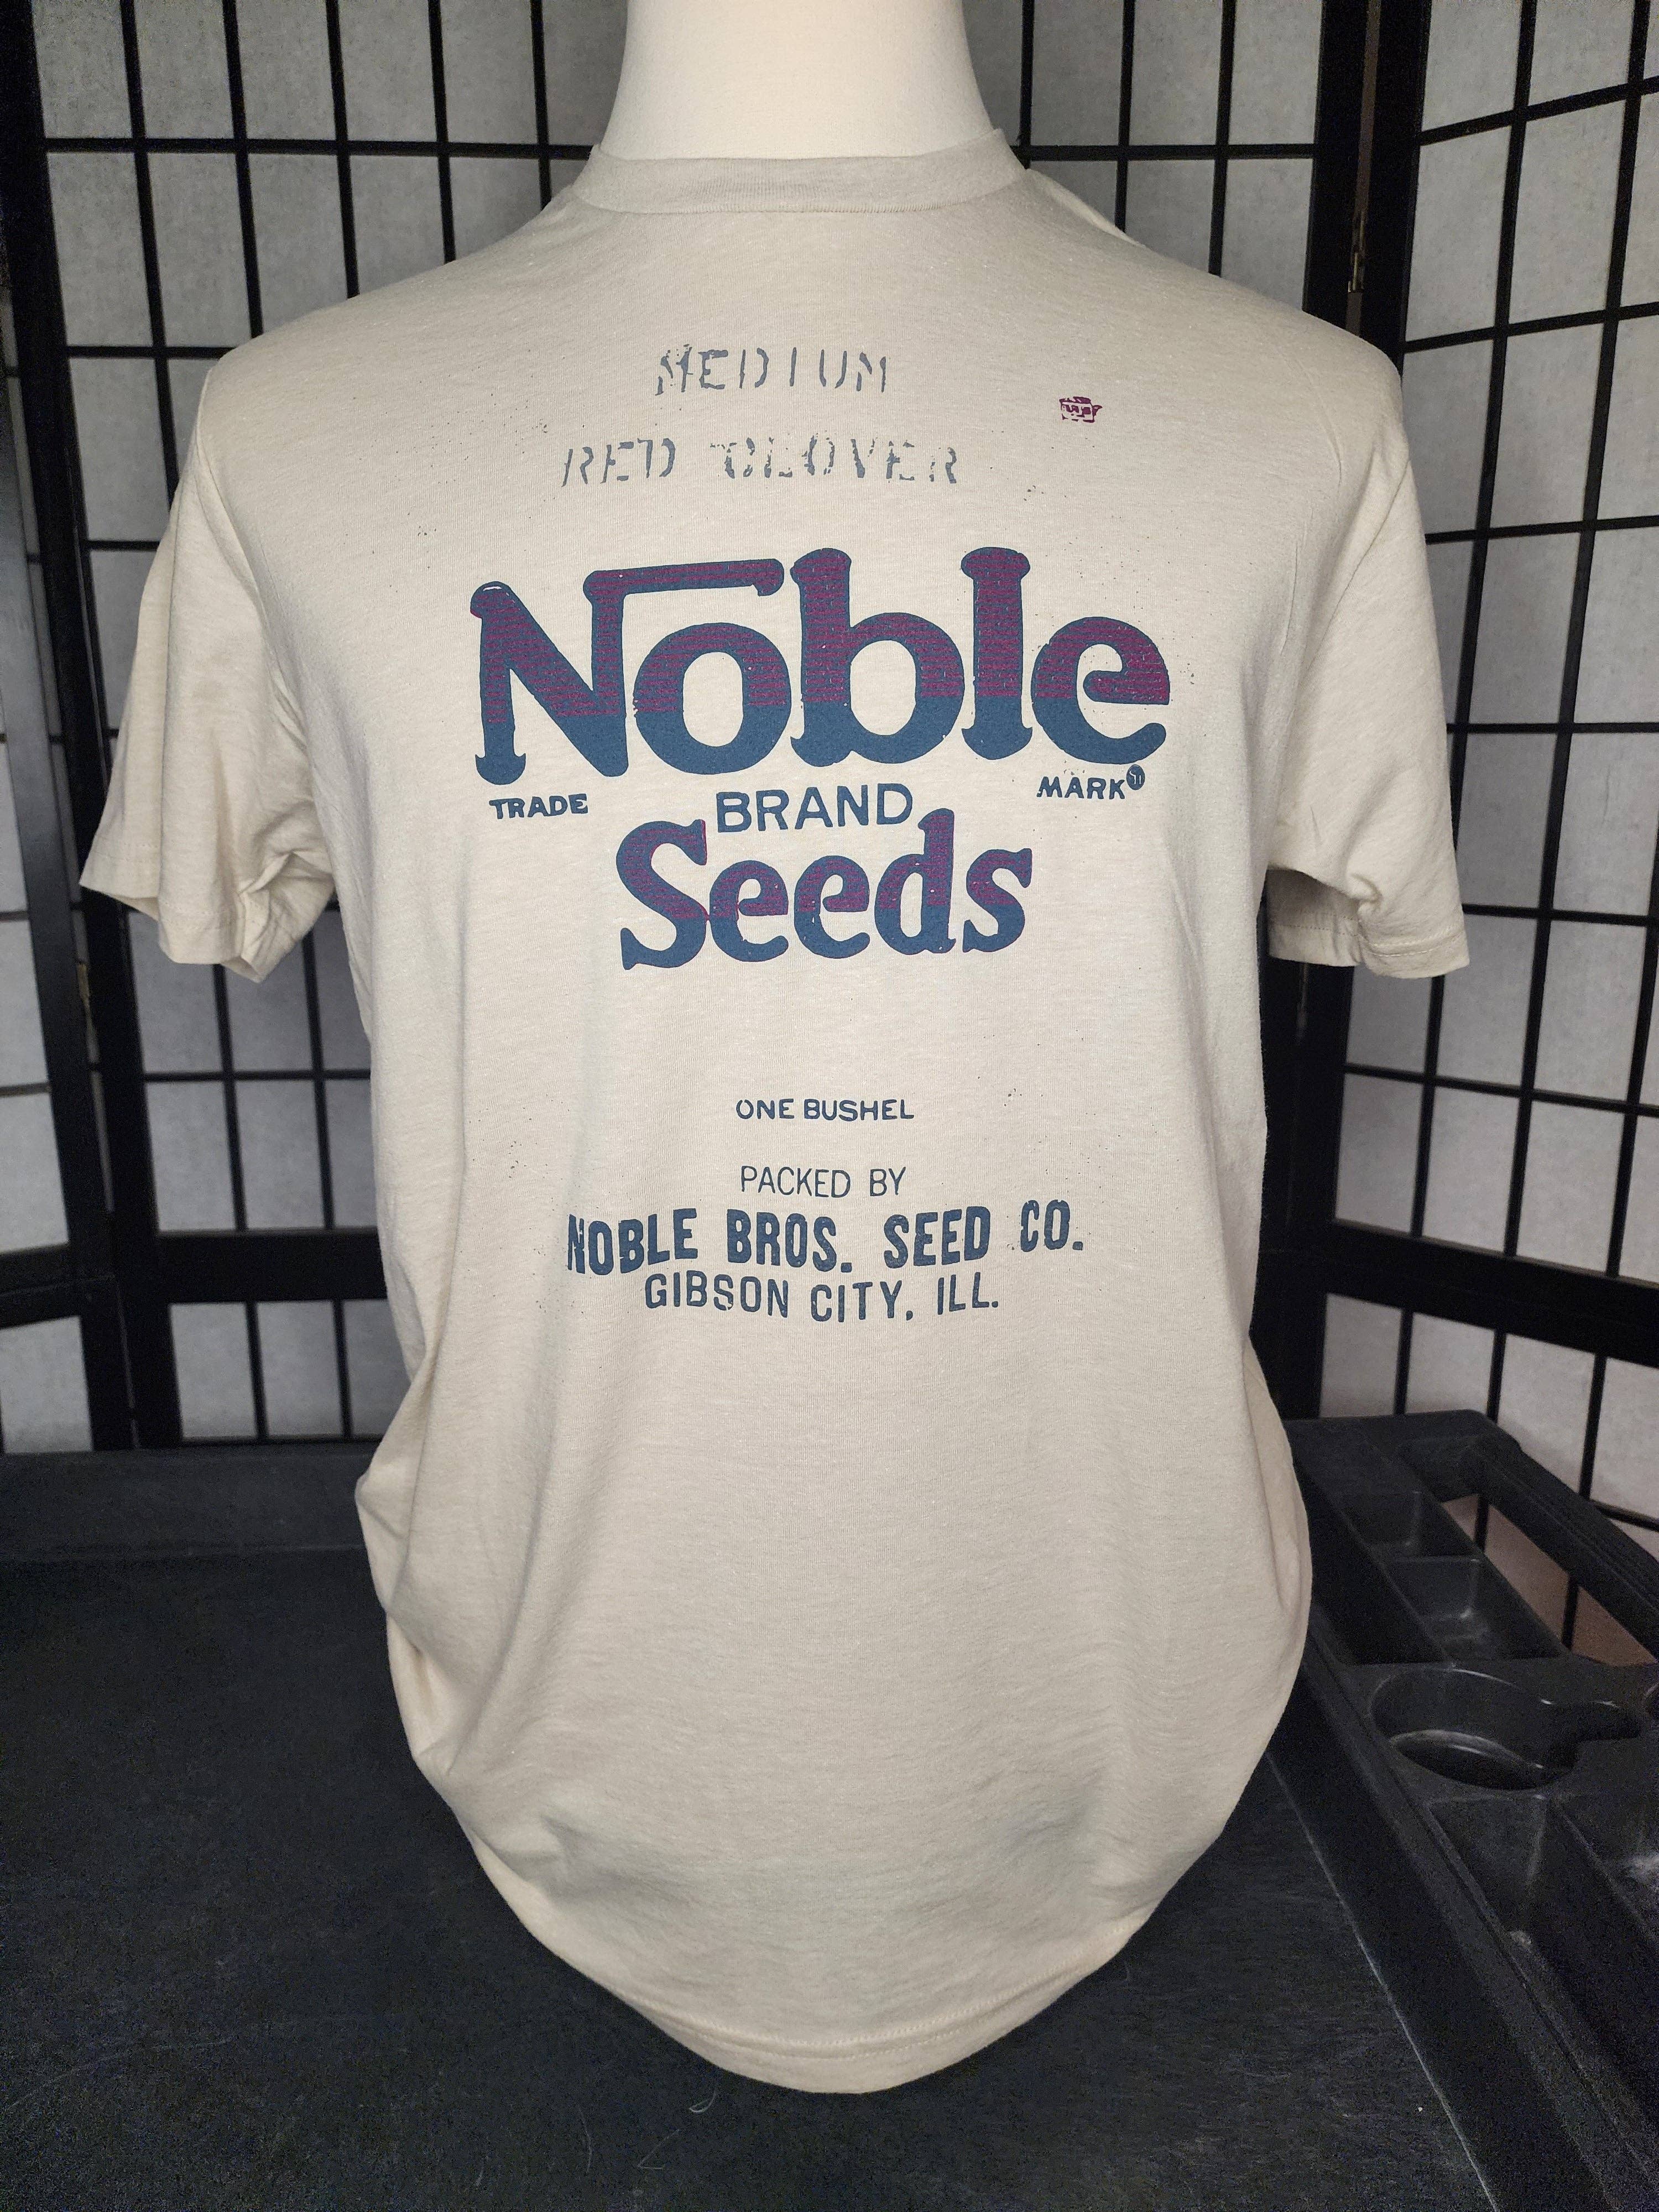 MEDIUM
RED CLOVER
Noble
TRADE BRAND MARK
Seeds
ONE BUSHEL
PACKED BY
NOBLE BROS. SEED CO.
GIBSON CITY, ILL.